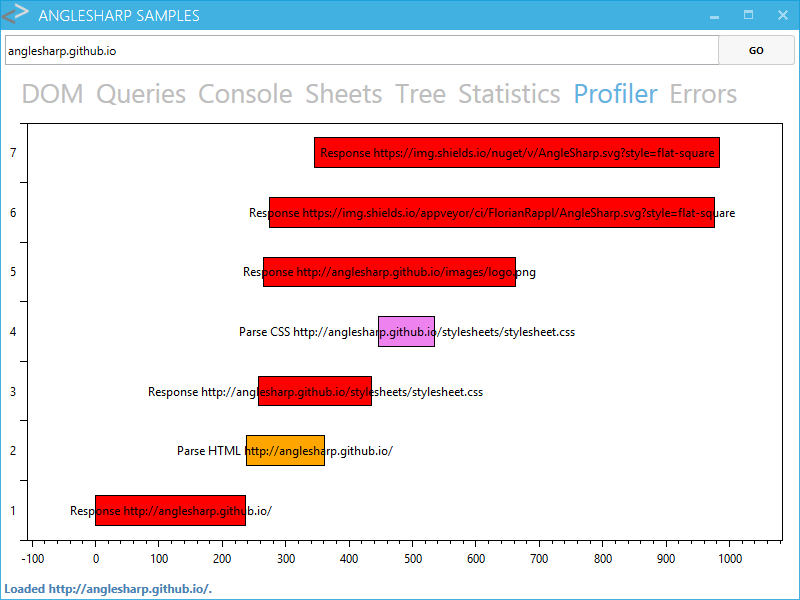 ANGLESHARP SAMPLES
anglesharp.github.io
GO
DOM Queries Console Sheets Tree Statistics Profiler Errors
7 Response https://img.shields.io/nuget/v/AngleSharp.svg?style=flat-square
6 Response https://img.shields.io/appveyor/ci/FlorianRappl/AngleSharp.svg?style=flat-square
5 Response http://anglesharp.github.io/images/logo.png
4 Parse CSS http://anglesharp.github.io/stylesheets/stylesheet.css
3 Response http://anglesharp.github.io/stylesheets/stylesheet.css
2 Parse HTML http://anglesharp.github.io/
1 Response http://anglesharp.github.io/
-100 0 100 200 300 400 500 600 700 800 900 1000
Loaded http://anglesharp.github.io/.